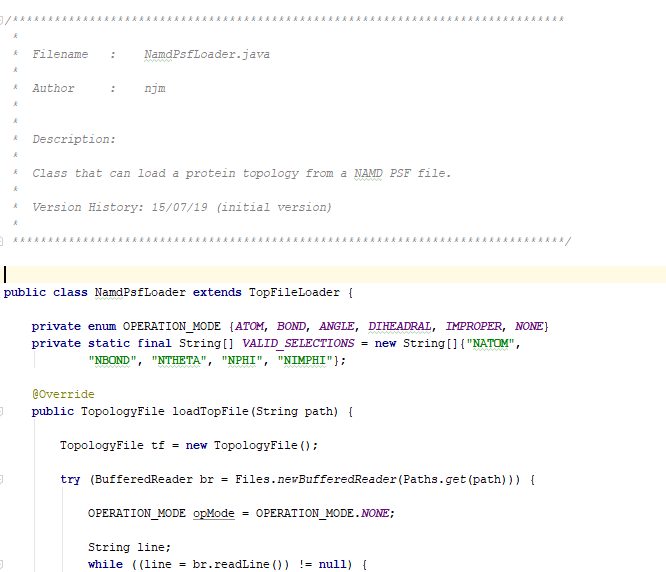 /*******************************************************************************
 *
 *  Filename   :    NamdPsfLoader.java
 *
 *  Author     :    njm
 *
 *
 *  Description:
 *
 *  Class that can load a protein topology from a NAMD PSF file.
 *
 *  Version History: 15/07/19 (initial version)
 *
 *******************************************************************************/

public class NamdPsfLoader extends TopFileLoader {

    private enum OPERATION_MODE {ATOM, BOND, ANGLE, DIHEADRAL, IMPROPER, NONE}
    private static final String[] VALID_SELECTIONS = new String[]{"NATOM",
            "NBOND", "NTHETA", "NPHI", "NIMPHI"};

    @Override
    public TopologyFile loadTopFile(String path) {

        TopologyFile tf = new TopologyFile();

        try (BufferedReader br = Files.newBufferedReader(Paths.get(path))) {

            OPERATION_MODE opMode = OPERATION_MODE.NONE;

            String line;
            while ((line = br.readLine()) != null) {